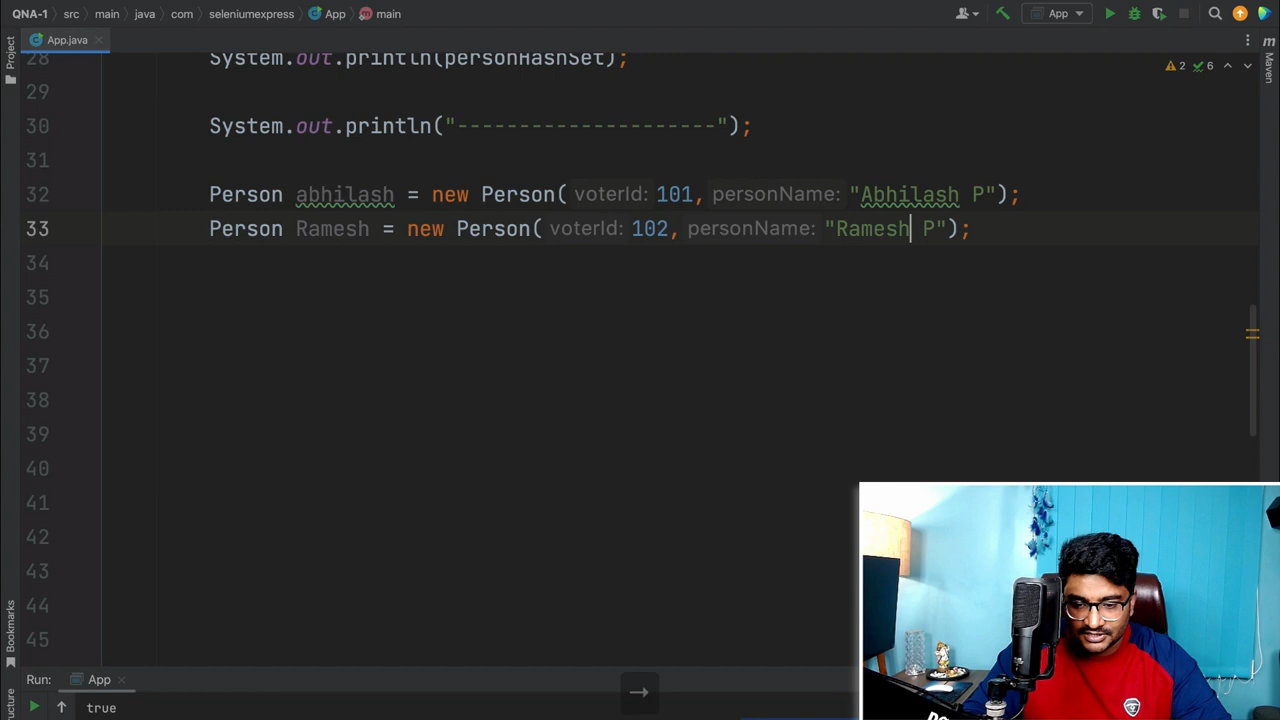 QNA-1 src main java com seleniumexpress App main App
App.java
Project
Maven
2 6
28 System.out.println(personHashSet);
29
30 System.out.println("---------------------");
31
32 Person abhilash = new Person( voterId: 101, personName: "Abhilash P");
33 Person Ramesh = new Person( voterId: 102, personName: "Ramesh P");
34
35
36
37
38
39
40
41
42
43
44
45
Bookmarks
Run: App
→
true